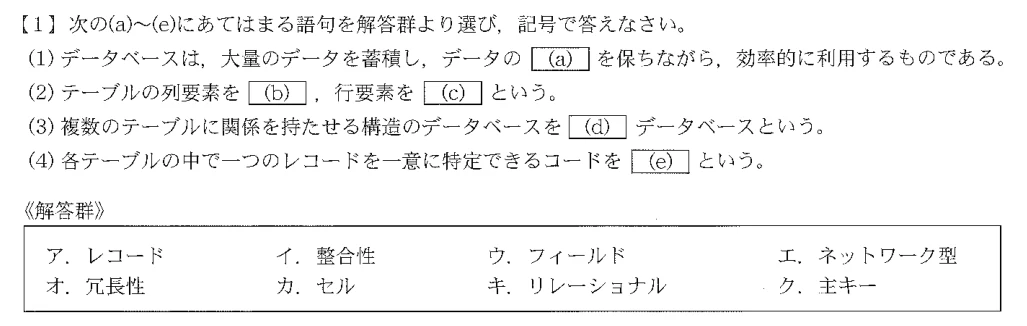 【1】次の(a)～(e)にあてはまる語句を解答群より選び，記号で答えなさい。
(1) データベースは，大量のデータを蓄積し，データの (a) を保ちながら，効率的に利用するものである。
(2) テーブルの列要素を (b) ，行要素を (c) という。
(3) 複数のテーブルに関係を持たせる構造のデータベースを (d) データベースという。
(4) 各テーブルの中で一つのレコードを一意に特定できるコードを (e) という。
《解答群》
ア．レコード イ．整合性 ウ．フィールド エ．ネットワーク型
オ．冗長性 カ．セル キ．リレーショナル ク．主キー